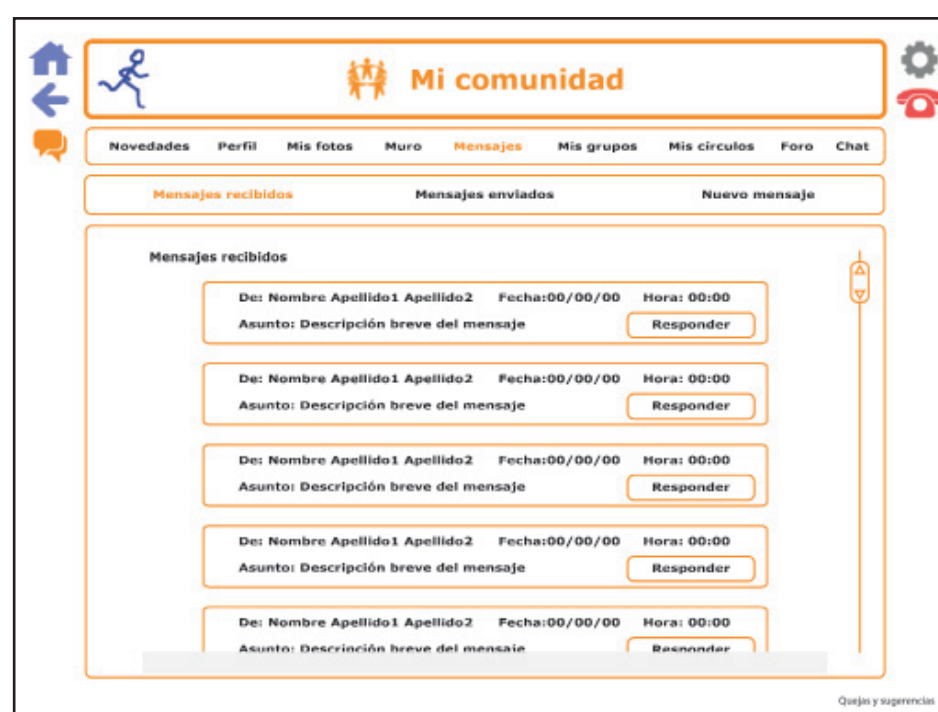 Mi comunidad
Novedades Perfil Mis fotos Muro Mensajes Mis grupos Mis circulos Foro Chat
Mensajes recibidos Mensajes enviados Nuevo mensaje
Mensajes recibidos
De: Nombre Apellido1 Apellido2 Fecha:00/00/00 Hora: 00:00
Asunto: Descripción breve del mensaje Responder
De: Nombre Apellido1 Apellido2 Fecha:00/00/00 Hora: 00:00
Asunto: Descripción breve del mensaje Responder
De: Nombre Apellido1 Apellido2 Fecha:00/00/00 Hora: 00:00
Asunto: Descripción breve del mensaje Responder
De: Nombre Apellido1 Apellido2 Fecha:00/00/00 Hora: 00:00
Asunto: Descripción breve del mensaje Responder
De: Nombre Apellido1 Apellido2 Fecha:00/00/00 Hora: 00:00
Asunto: Descripción breve del mensaje Responder
Quejas y sugerencias